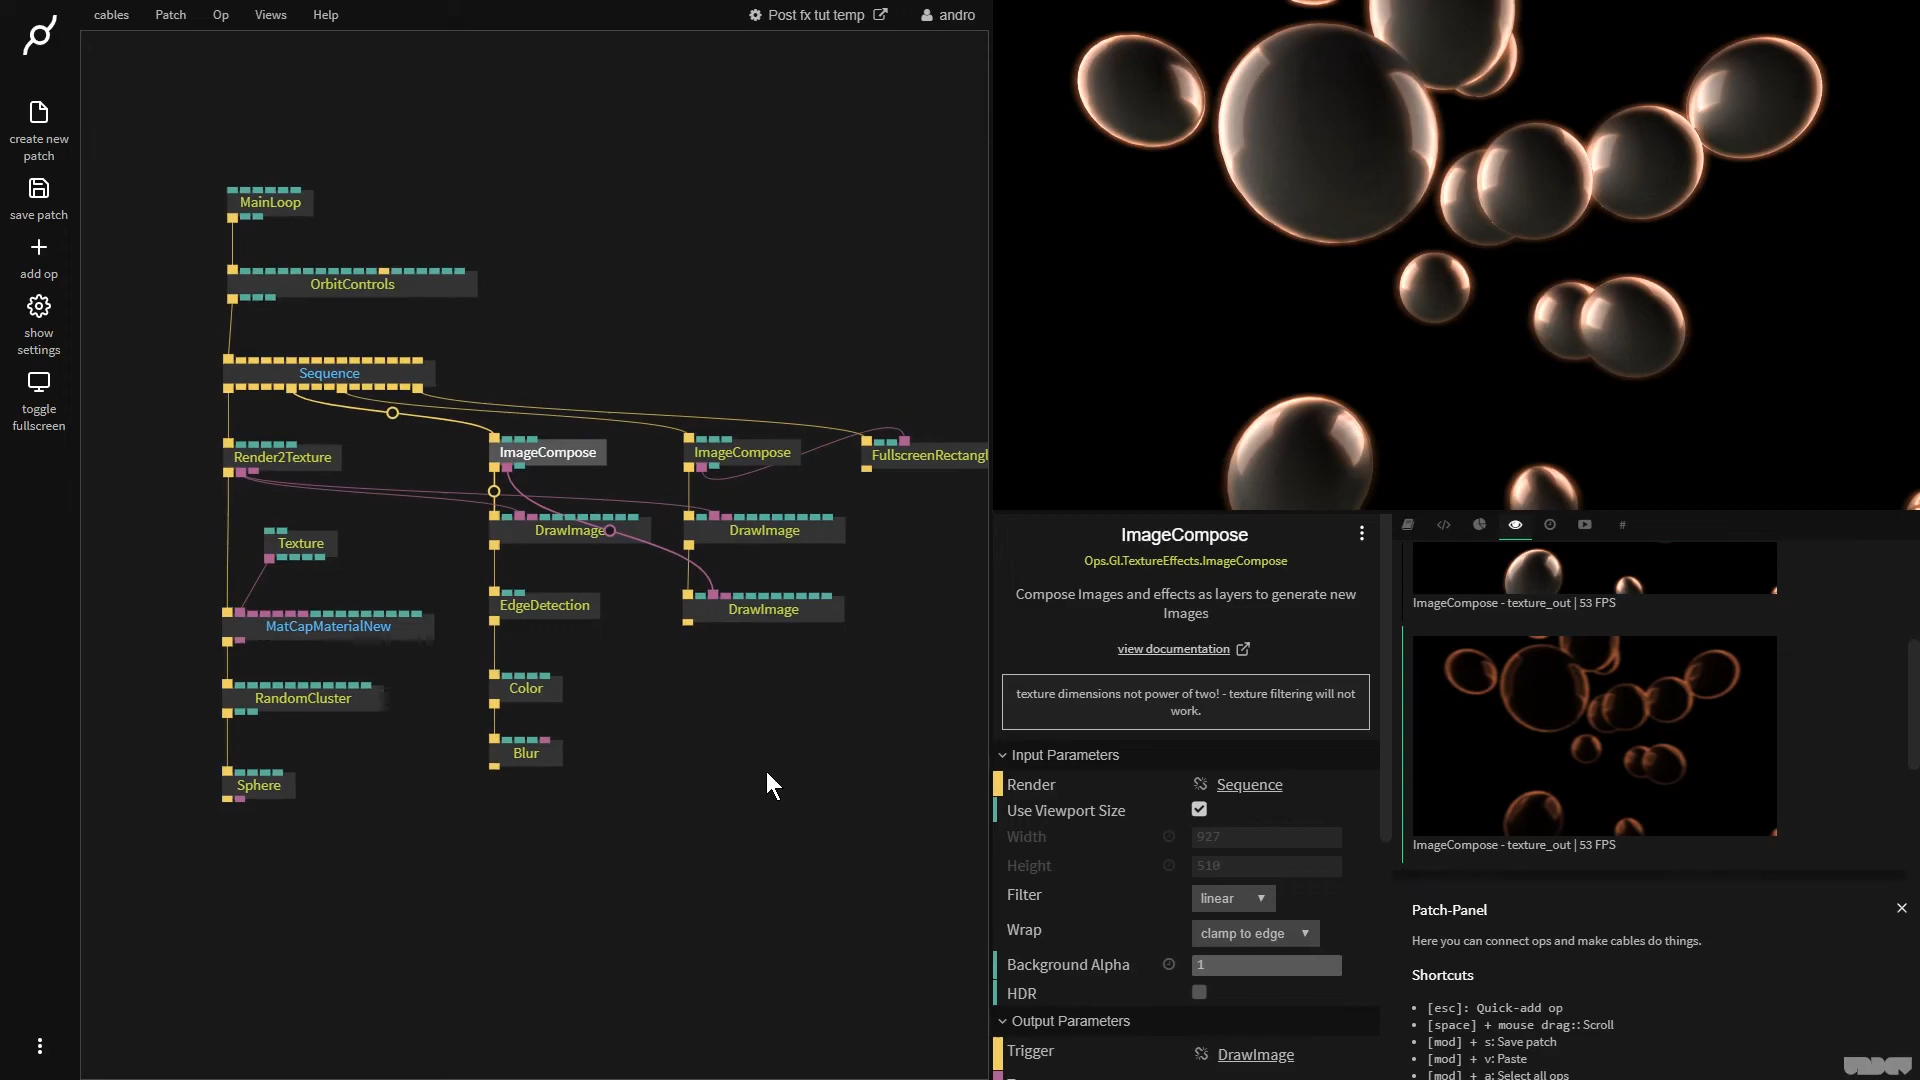 cables Patch Op Views Help
Post fx tut temp
andro
create new
patch
save patch
add op
show
settings
toggle
fullscreen
MainLoop
OrbitControls
Sequence
Render2Texture
ImageCompose
ImageCompose
FullscreenRectangl
Texture
DrawImage
DrawImage
MatCapMaterialNew
EdgeDetection
DrawImage
RandomCluster
Color
Blur
Sphere
ImageCompose
Ops.Gl.TextureEffects.ImageCompose
Compose Images and effects as layers to generate new
Images
view documentation
texture dimensions not power of two! - texture filtering will not
work.
Input Parameters
Render Sequence
Use Viewport Size
Width 927
Height 510
Filter linear
Wrap clamp to edge
Background Alpha 1
HDR
Output Parameters
Trigger DrawImage
#
ImageCompose - texture_out | 53 FPS
ImageCompose - texture_out | 53 FPS
Patch-Panel
Here you can connect ops and make cables do things.
Shortcuts
[esc]: Quick-add op
[space] + mouse drag:: Scroll
[mod] + s: Save patch
[mod] + v: Paste
[mod] + a: Select all ops